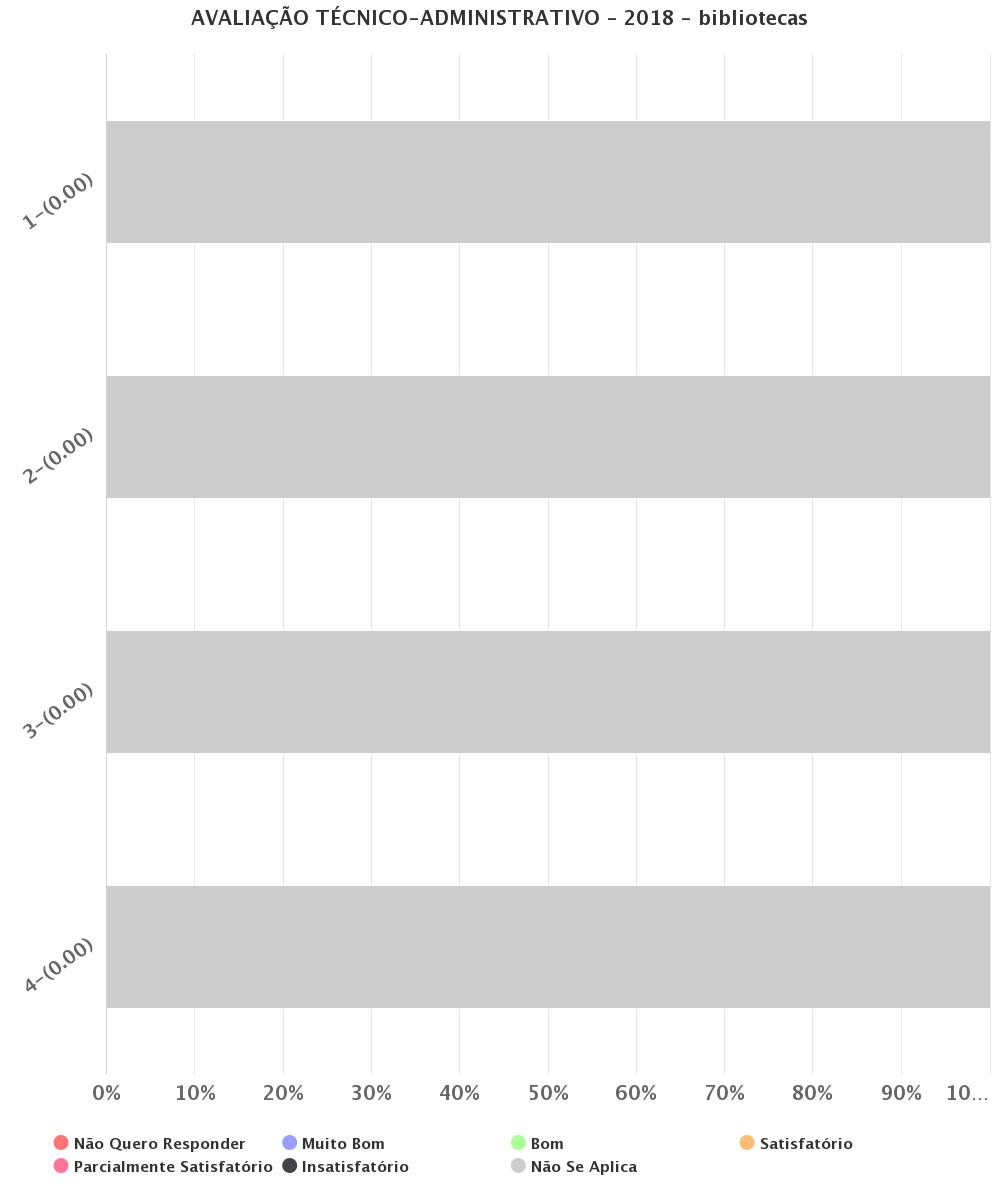 AVALIAÇÃO TÉCNICO-ADMINISTRATIVO - 2018 - bibliotecas
1-(0.00)
2-(0.00)
3-(0.00)
4-(0.00)
0% 10% 20% 30% 40% 50% 60% 70% 80% 90% 10...
Não Quero Responder Muito Bom Bom Satisfatório
Parcialmente Satisfatório Insatisfatório Não Se Aplica